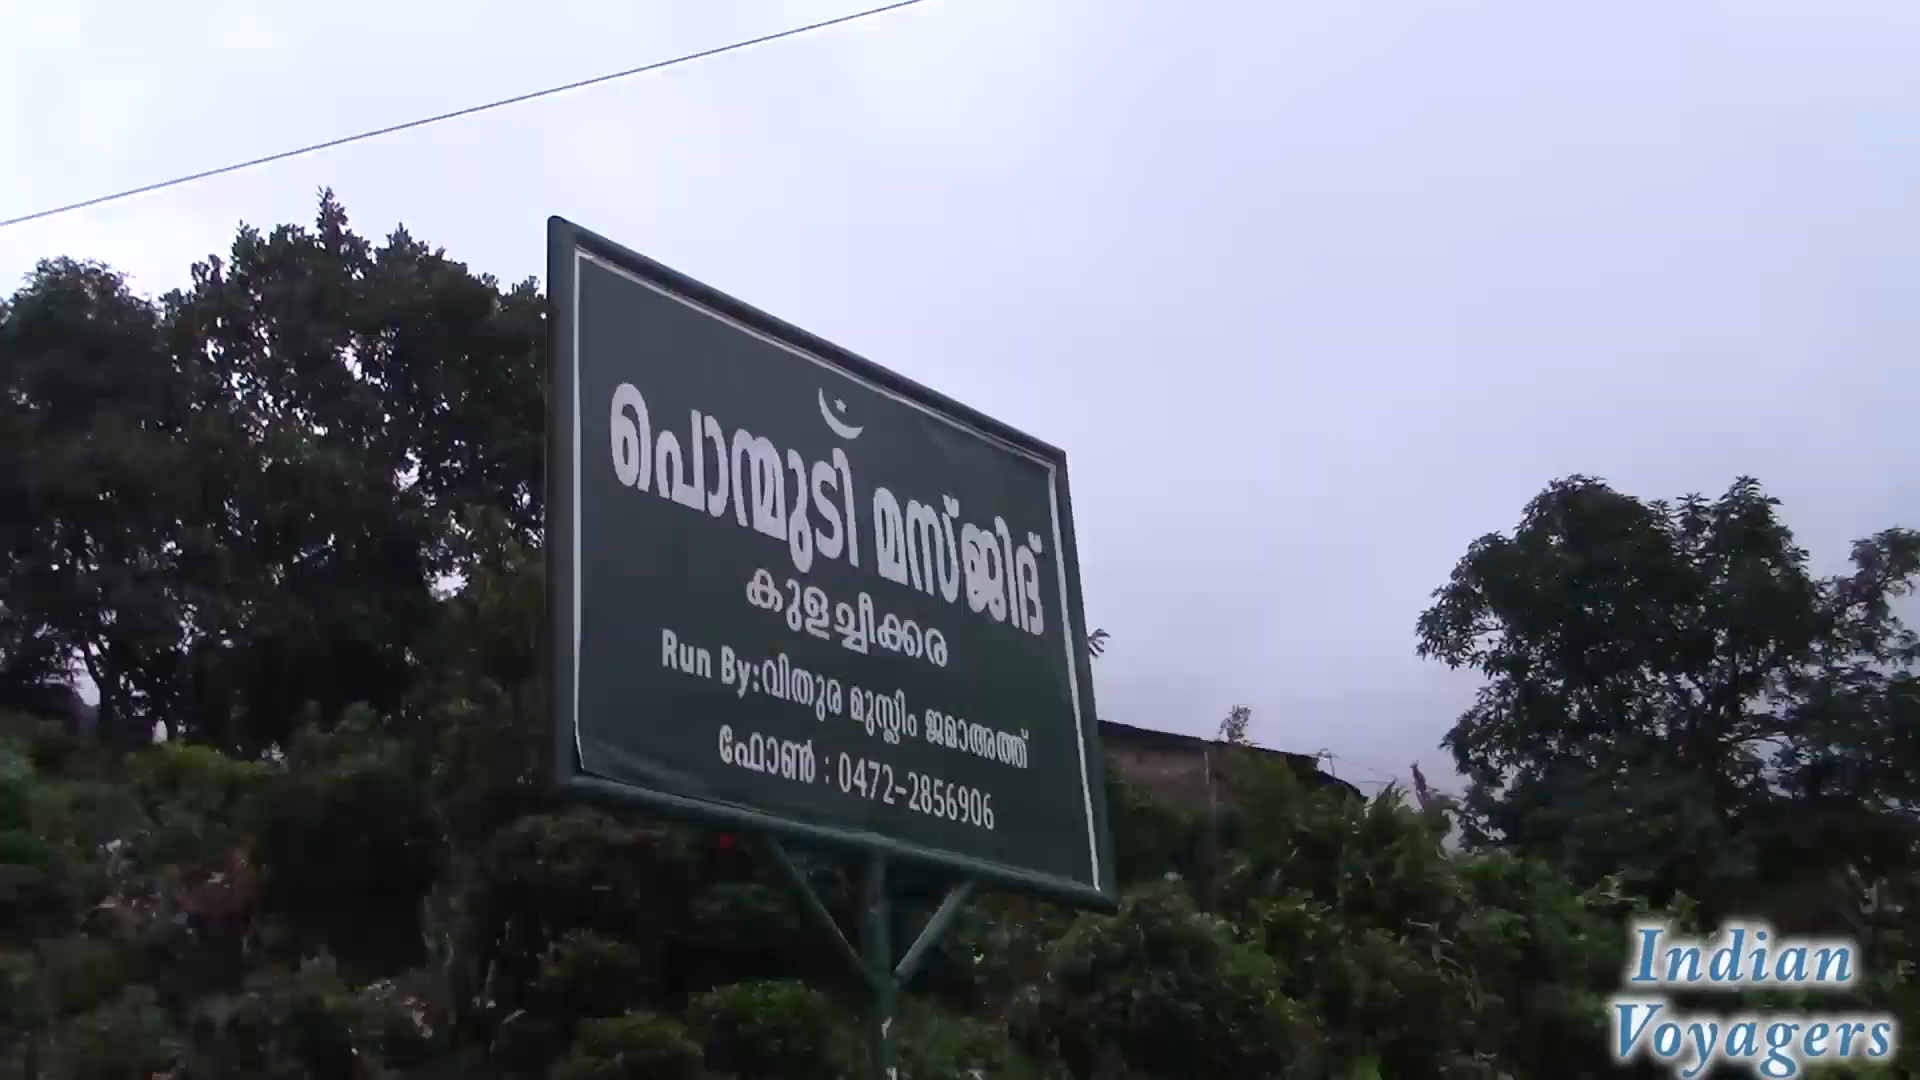 പൊന്മുടി മസ്ജിദ്
കുളച്ചീക്കര
Run By:വിതുര മുസ്ലിം ജമാഅത്ത്
ഫോൺ : 0472-2856906
Indian
Voyagers